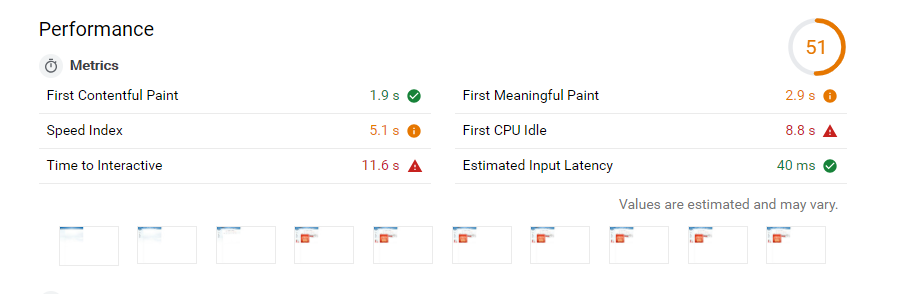 Performance
51
Metrics
First Contentful Paint 1.9 s
First Meaningful Paint 2.9 s
Speed Index 5.1 s
First CPU Idle 8.8 s
Time to Interactive 11.6 s
Estimated Input Latency 40 ms
Values are estimated and may vary.